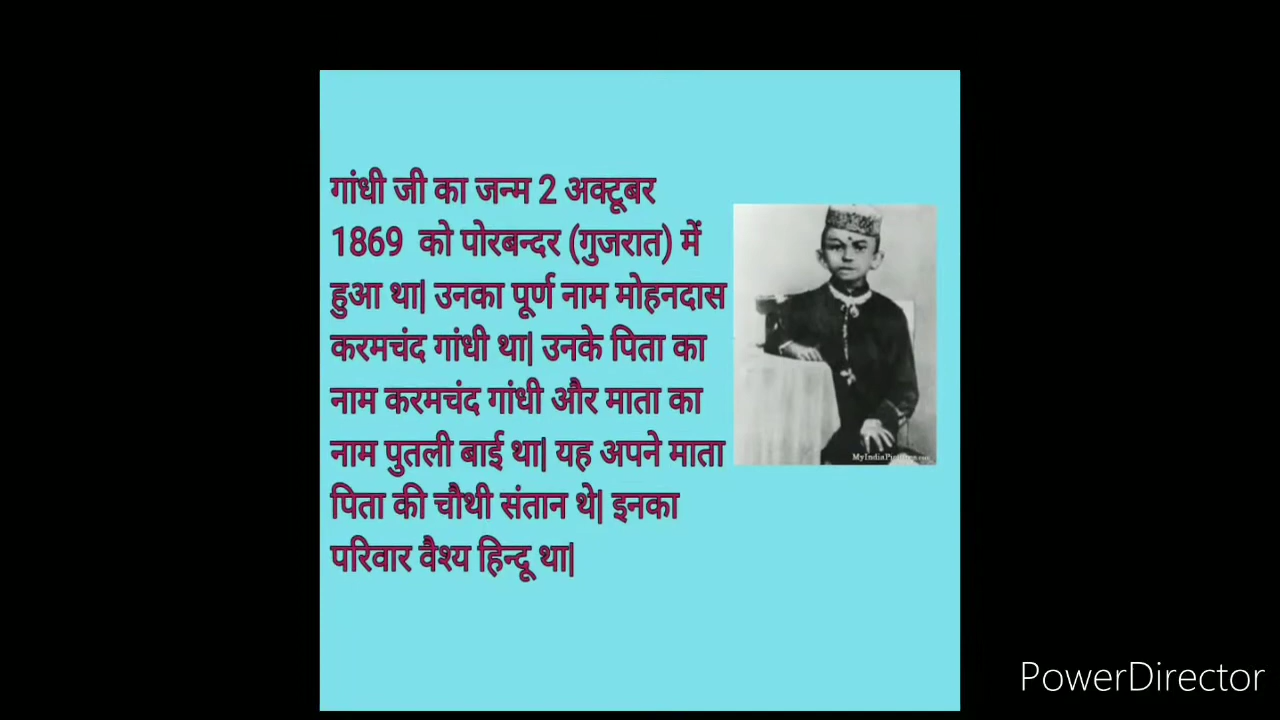 गांधी जी का जन्म 2 अक्टूबर
1869 को पोरबन्दर (गुजरात) में
हुआ था| उनका पूर्ण नाम मोहनदास
करमचंद गांधी था| उनके पिता का
नाम करमचंद गांधी और माता का
नाम पुतली बाई था| यह अपने माता
पिता की चौथी संतान थे| इनका
परिवार वैश्य हिन्दू था|
PowerDirector